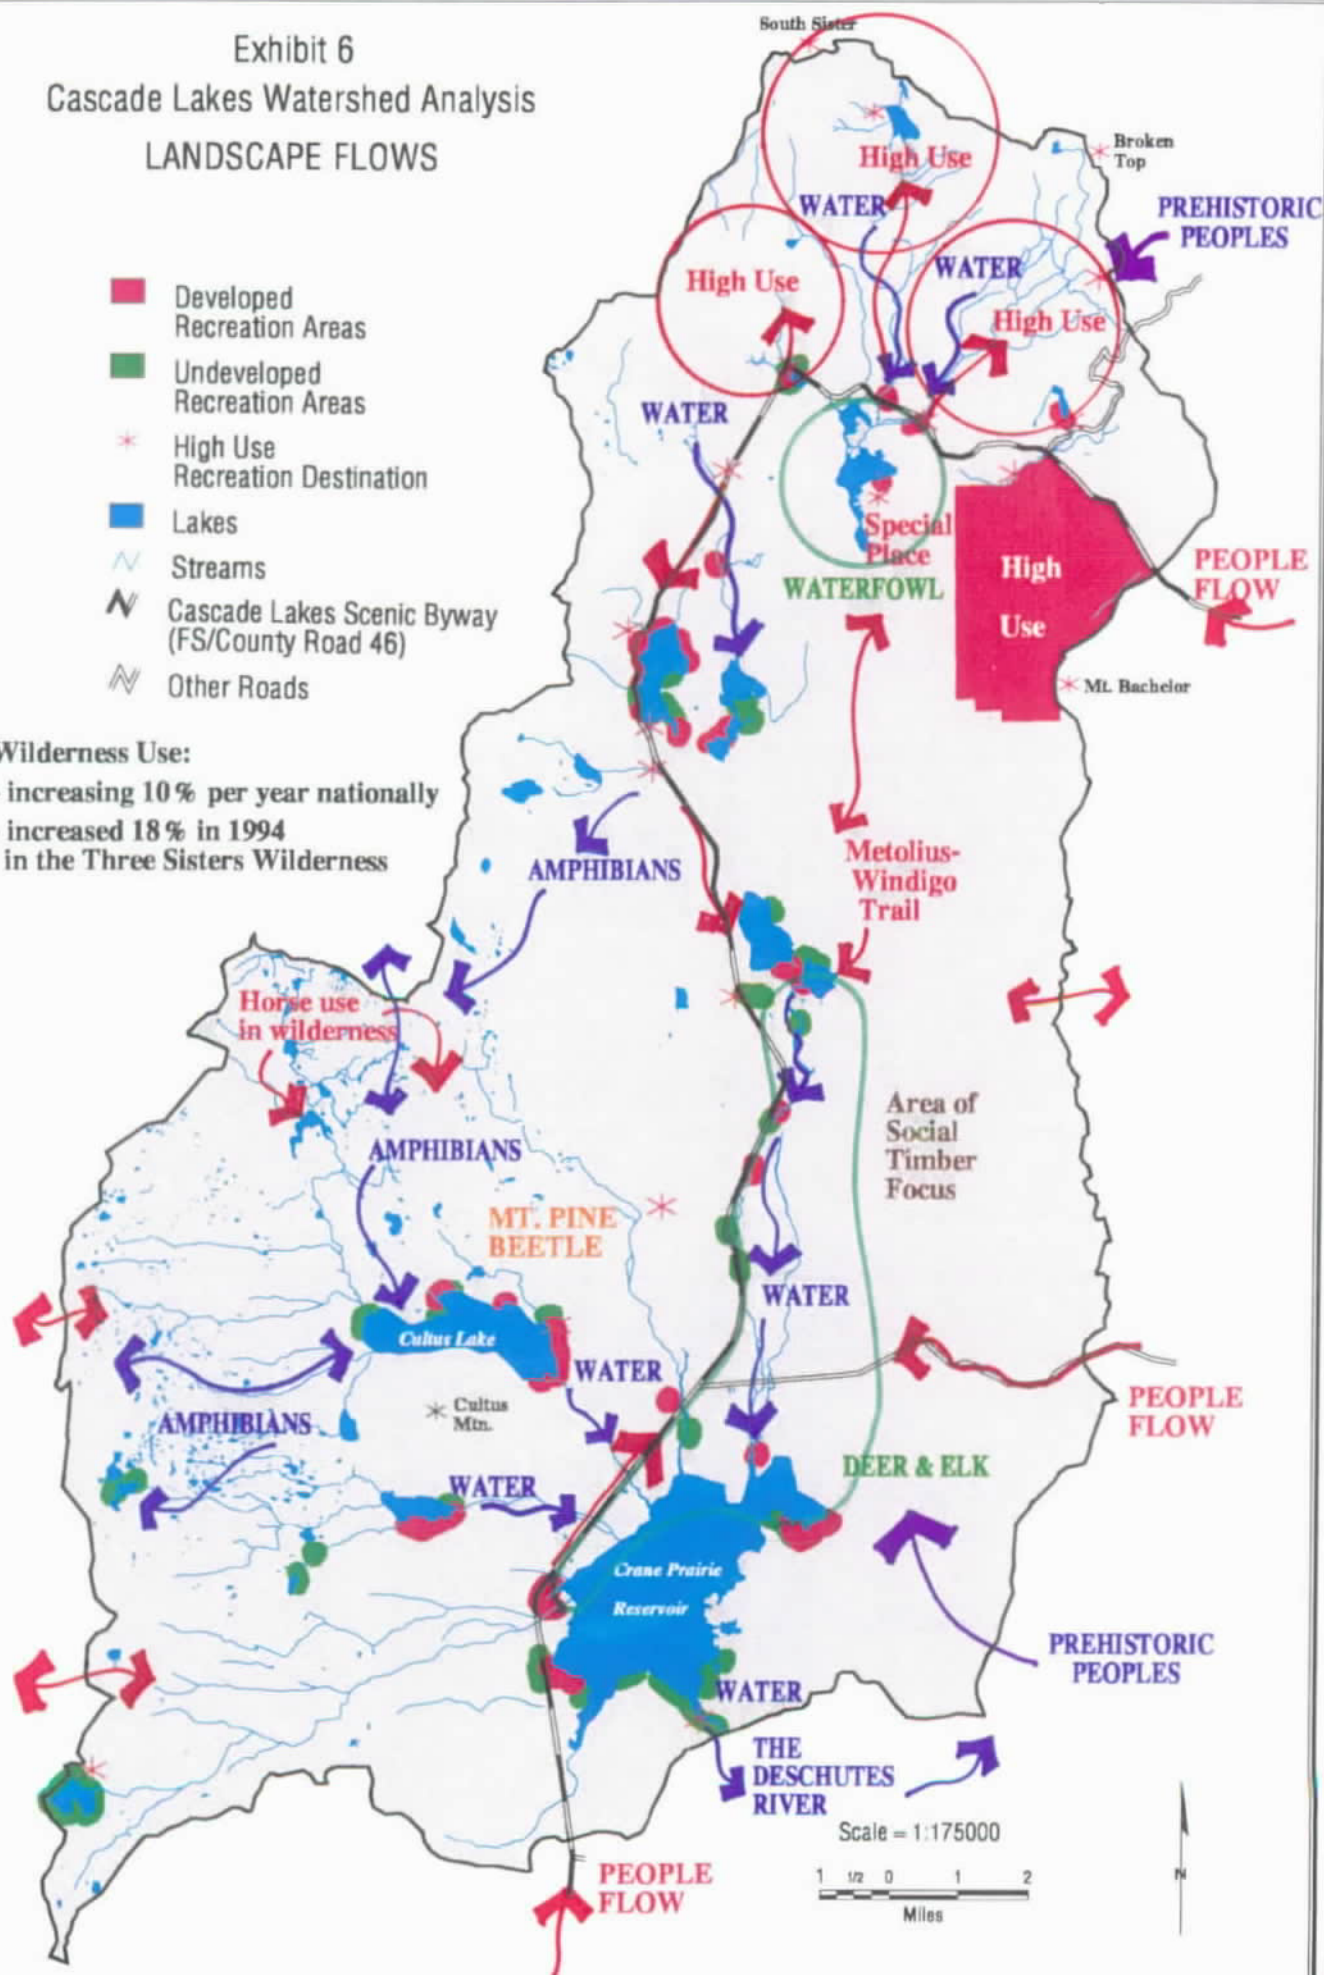 Exhibit 6
Cascade Lakes Watershed Analysis
LANDSCAPE FLOWS
Developed
Recreation Areas
Undeveloped
Recreation Areas
High Use
Recreation Destination
Lakes
Streams
Cascade Lakes Scenic Byway
(FS/County Road 46)
Other Roads
Wilderness Use:
increasing 10% per year nationally
increased 18% in 1994
in the Three Sisters Wilderness
South Sister
High Use
Broken
Top
WATER
PREHISTORIC
PEOPLES
High Use
WATER
High Use
WATER
Special
Place
WATERFOWL
High
Use
PEOPLE
FLOW
Mt. Bachelor
AMPHIBIANS
Metolius-
Windigo
Trail
Horse use
in wilderness
Area of
Social
Timber
Focus
AMPHIBIANS
MT. PINE
BEETLE
WATER
Cultus Lake
WATER
Cultus
Mtn.
PEOPLE
FLOW
AMPHIBIANS
WATER
DEER & ELK
Crane Prairie
Reservoir
PREHISTORIC
PEOPLES
WATER
THE
DESCHUTES
RIVER
Scale = 1:175000
1 1/2 0 1 2
Miles
N
PEOPLE
FLOW